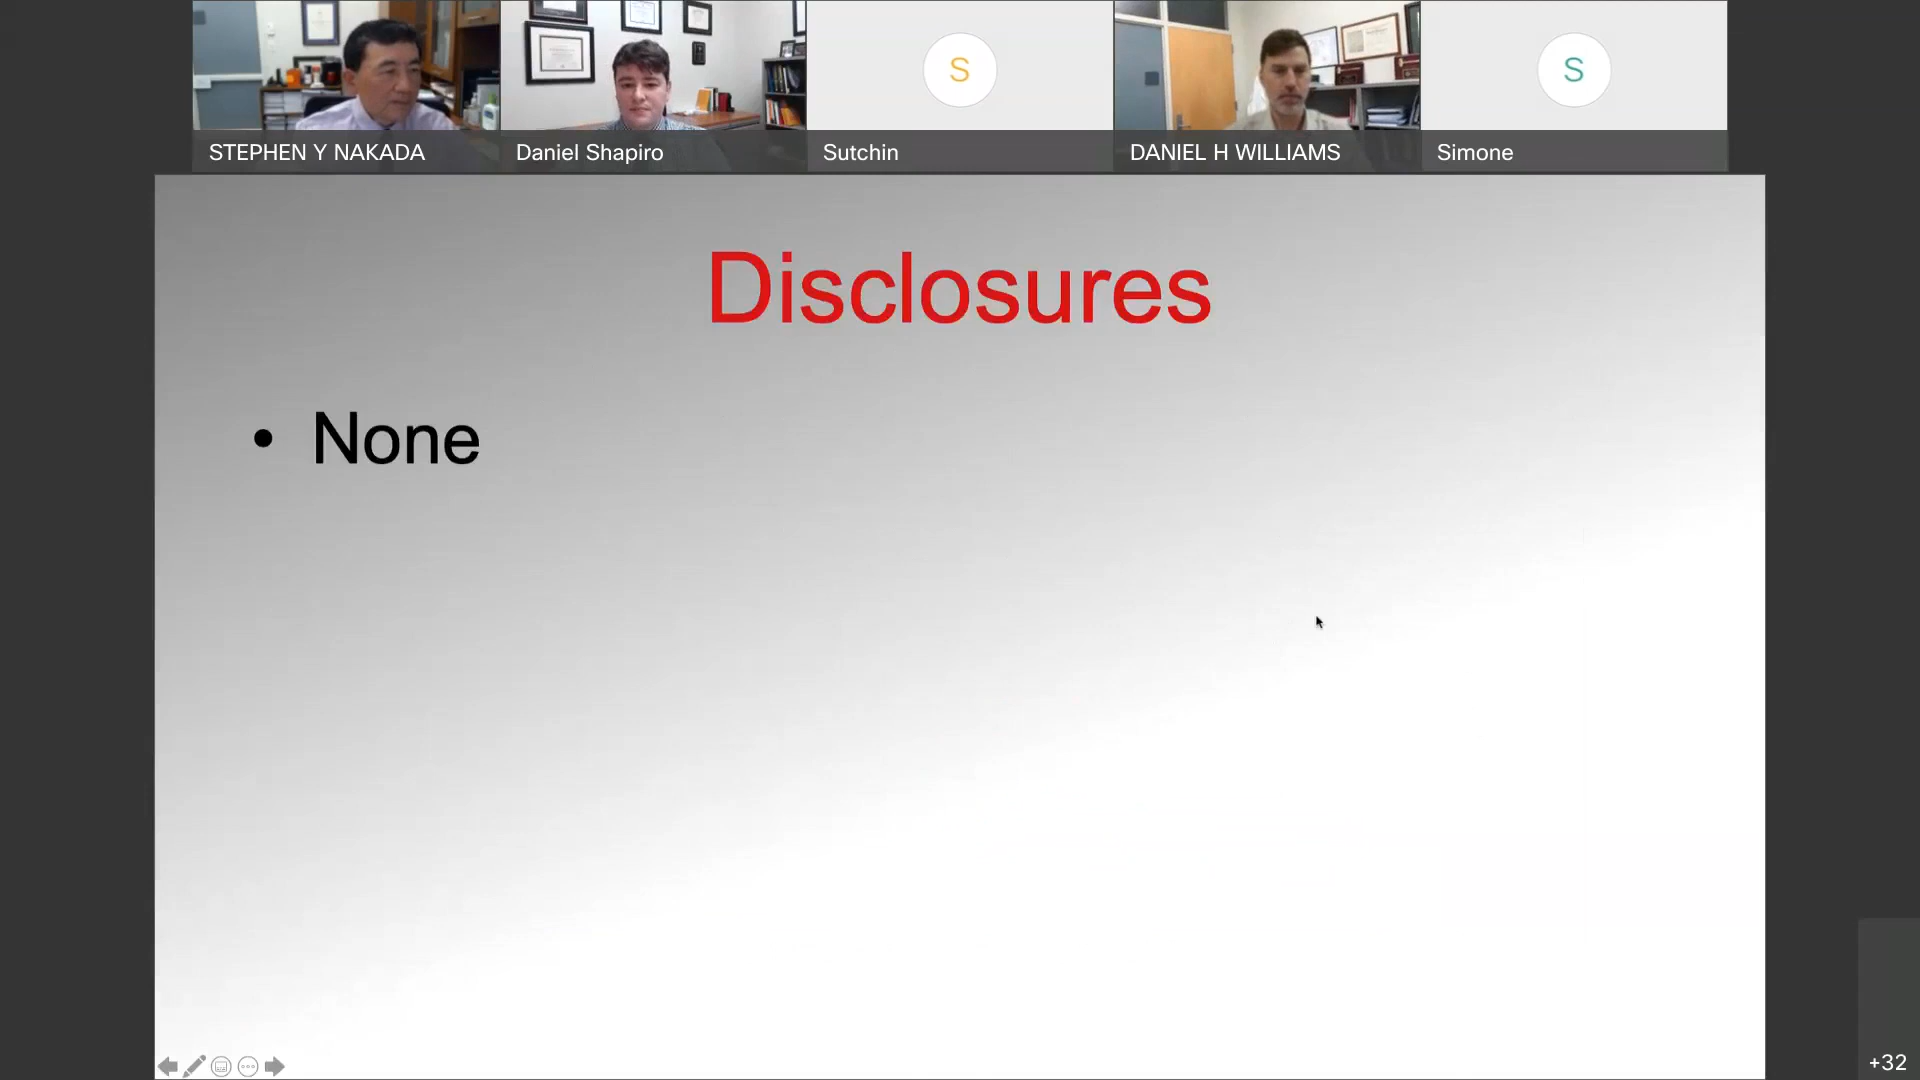 STEPHEN Y NAKADA
Daniel Shapiro
S
Sutchin
DANIEL H WILLIAMS
S
Simone
Disclosures
• None
+32